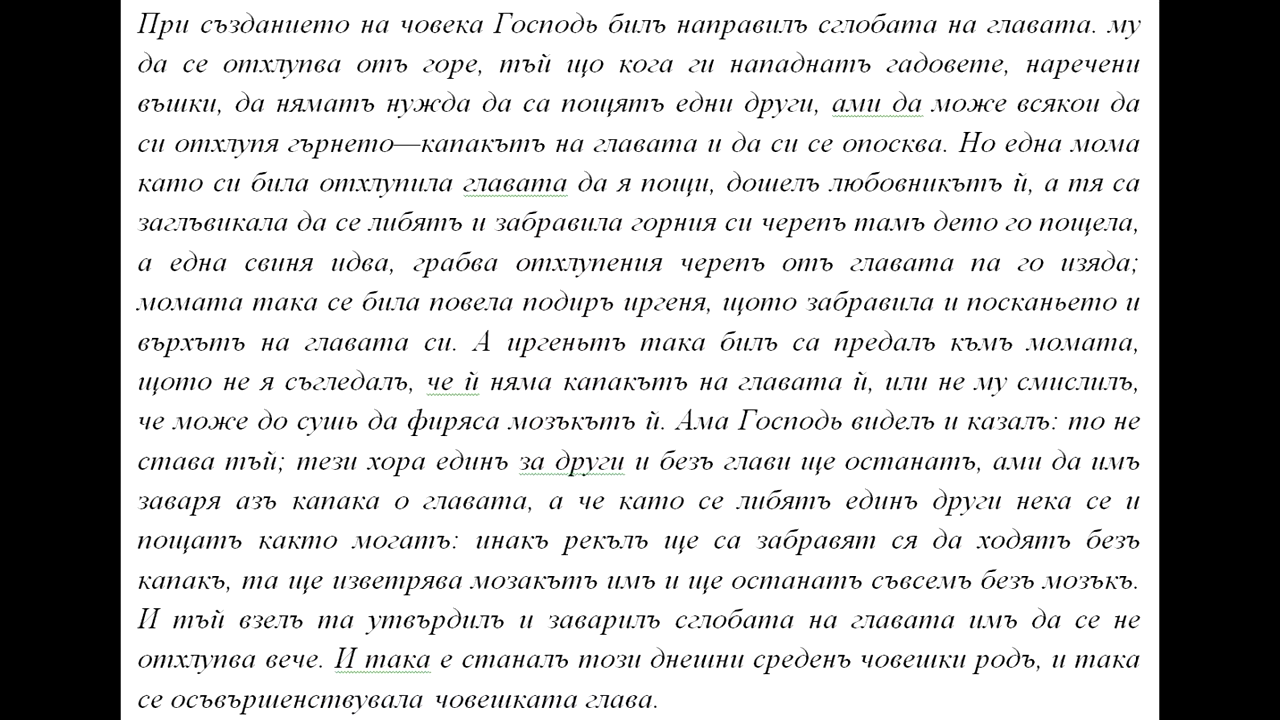 При създанието на човека Господь билъ направилъ сглобата на главата. му
да се отхлупва отъ горе, тъй що кога ги нападнатъ гадовете, наречени
въшки, да няматъ нужда да са пощятъ едни други, ами да може всякои да
си отхлупя гърнето—капакътъ на главата и да си се опосква. Но една мома
като си била отхлупила главата да я пощи, дошелъ любовникътъ й, а тя са
заглъвикала да се либятъ и забравила горния си черепъ тамъ дето го пощела,
а една свиня идва, грабва отхлупения черепъ отъ главата па го изяда;
момата така се била повела подиръ иргеня, щото забравила и посканьето и
върхътъ на главата си. А иргеньтъ така билъ са предалъ къмъ момата,
щото не я съгледалъ, че й няма капакътъ на главата й, или не му смислилъ,
че може до сушь да фиряса мозъкътъ й. Ама Господь виделъ и казалъ: то не
става тъй; тези хора единъ за други и безъ глави ще останатъ, ами да имъ
заваря азъ капака о главата, а че като се либятъ единъ други нека се и
пощатъ както могатъ: инакъ рекълъ ще са забравят ся да ходятъ безъ
капакъ, та ще изветрява мозакътъ имъ и ще останатъ съвсемъ безъ мозъкъ.
И тъй взелъ та утвърдилъ и заварилъ сглобата на главата имъ да се не
отхлупва вече. И така е станалъ този днешни среденъ човешки родъ, и така
се осъвършенствувала човешката глава.